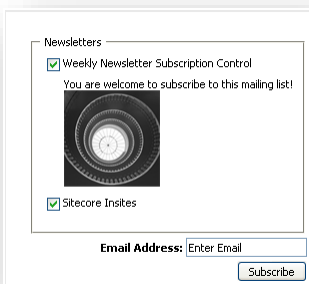 Newsletters
Weekly Newsletter Subscription Control
You are welcome to subscribe to this mailing list!
Sitecore Insites
Email Address: Enter Email
Subscribe